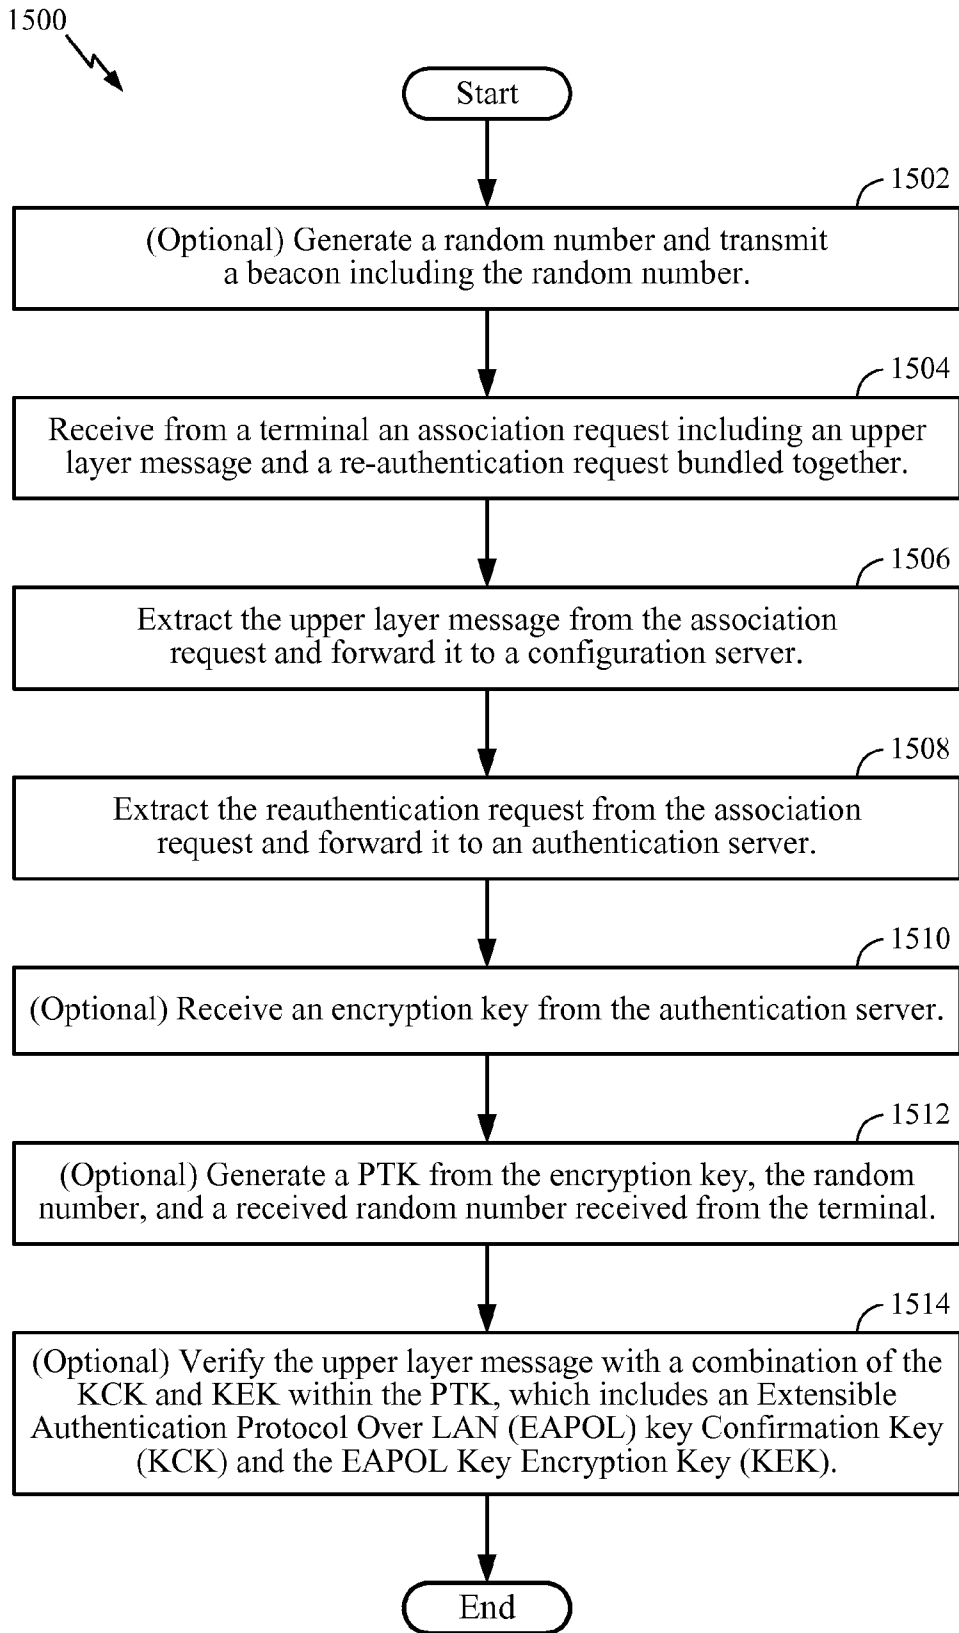 1500
Start
1502
(Optional) Generate a random number and transmit
a beacon including the random number.
1504
Receive from a terminal an association request including an upper
layer message and a re-authentication request bundled together.
1506
Extract the upper layer message from the association
request and forward it to a configuration server.
1508
Extract the reauthentication request from the association
request and forward it to an authentication server.
1510
(Optional) Receive an encryption key from the authentication server.
1512
(Optional) Generate a PTK from the encryption key, the random
number, and a received random number received from the terminal.
1514
(Optional) Verify the upper layer message with a combination of the
KCK and KEK within the PTK, which includes an Extensible
Authentication Protocol Over LAN (EAPOL) key Confirmation Key
(KCK) and the EAPOL Key Encryption Key (KEK).
End